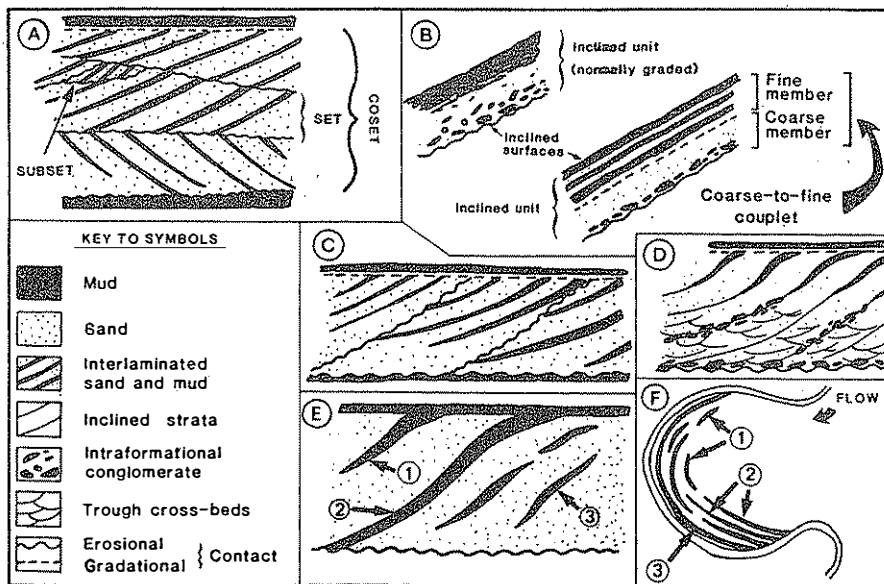 A
SUBSET
SET
COSET
B
Inclined unit
(normally graded)
Inclined
surfaces
Inclined unit
Fine
member
Coarse
member
Coarse-to-fine
couplet
KEY TO SYMBOLS
Mud
Sand
Interlaminated
sand and mud
Inclined strata
Intraformational
conglomerate
Trough cross-beds
Erosional
Gradational
Contact
C
D
E
1
2
3
F
FLOW
1
2
3